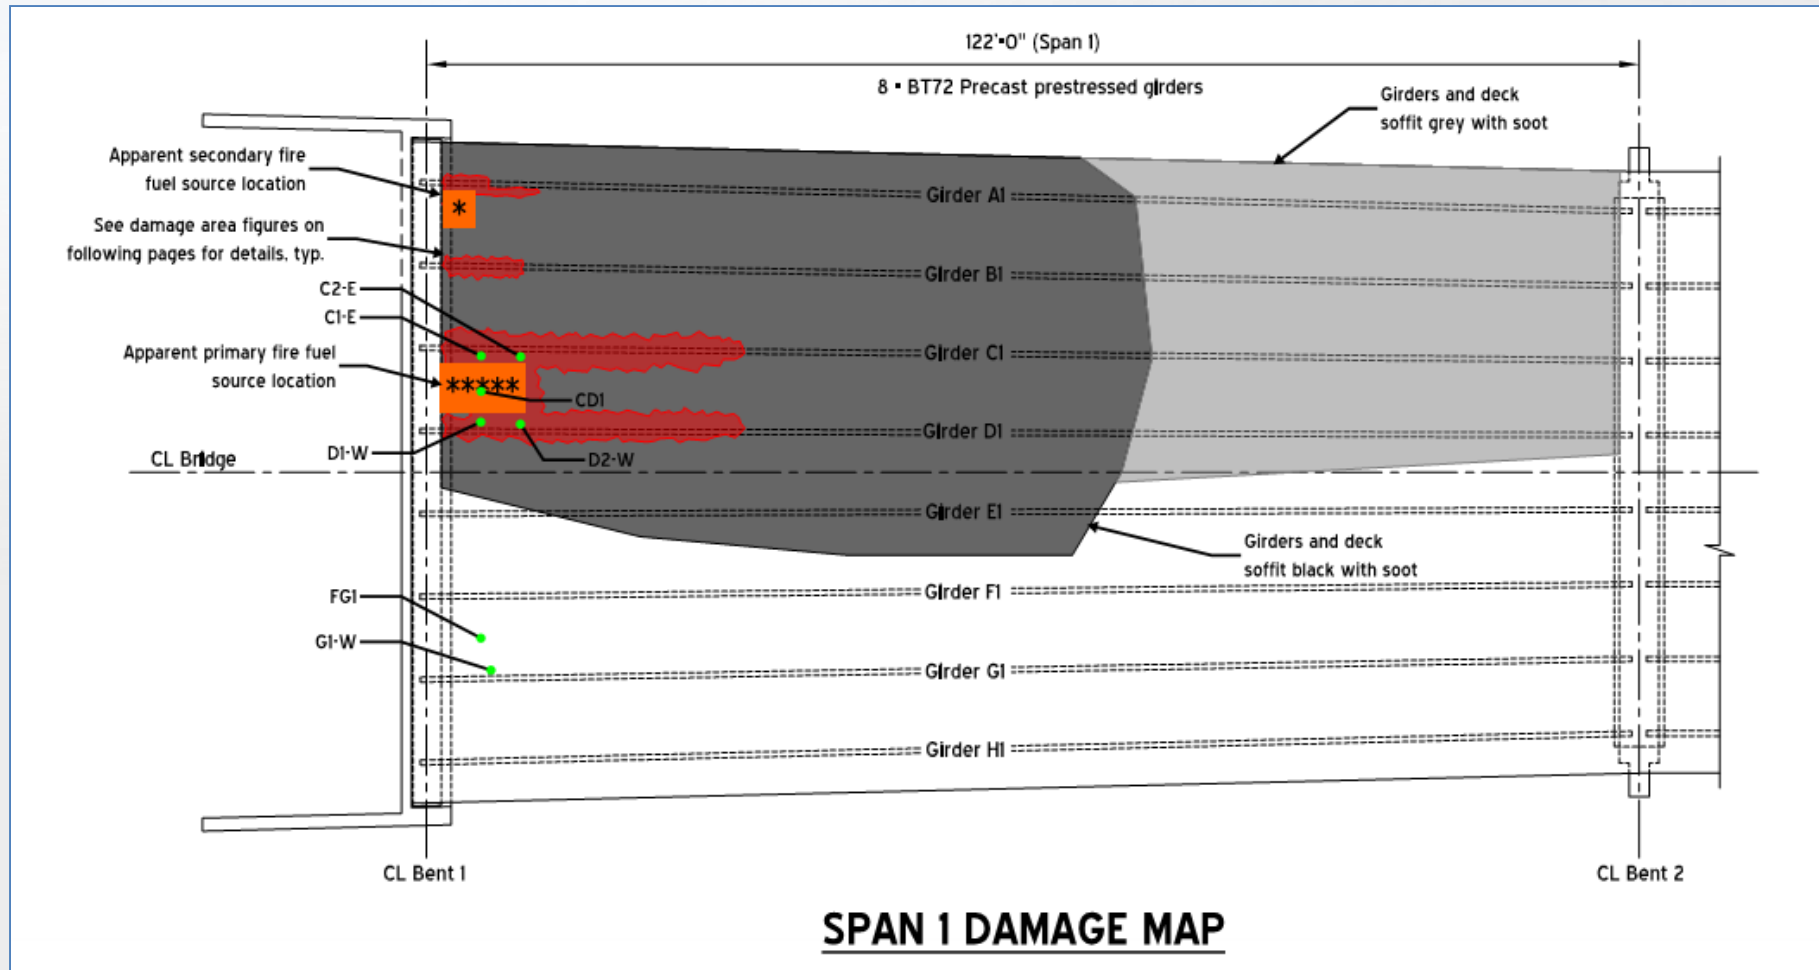 122'-0" (Span 1)
8 - BT72 Precast prestressed girders
Girders and deck
soffit grey with soot
Apparent secondary fire
fuel source location
*
Girder A1
See damage area figures on
following pages for details, typ.
Girder B1
C2-E
C1-E
Apparent primary fire fuel
source location
*****
Girder C1
CD1
Girder D1
D1-W
D2-W
CL Bridge
Girder E1
Girders and deck
soffit black with soot
FG1
Girder F1
G1-W
Girder G1
Girder H1
CL Bent 1
CL Bent 2
SPAN 1 DAMAGE MAP